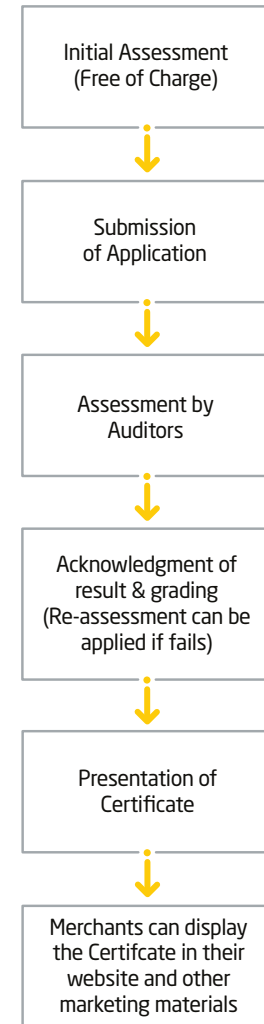 Initial Assessment
(Free of Charge)
Submission
of Application
Assessment by
Auditors
Acknowledgment of
result & grading
(Re-assessment can be
applied if fails)
Presentation of
Certificate
Merchants can display
the Certifcate in their
website and other
marketing materials